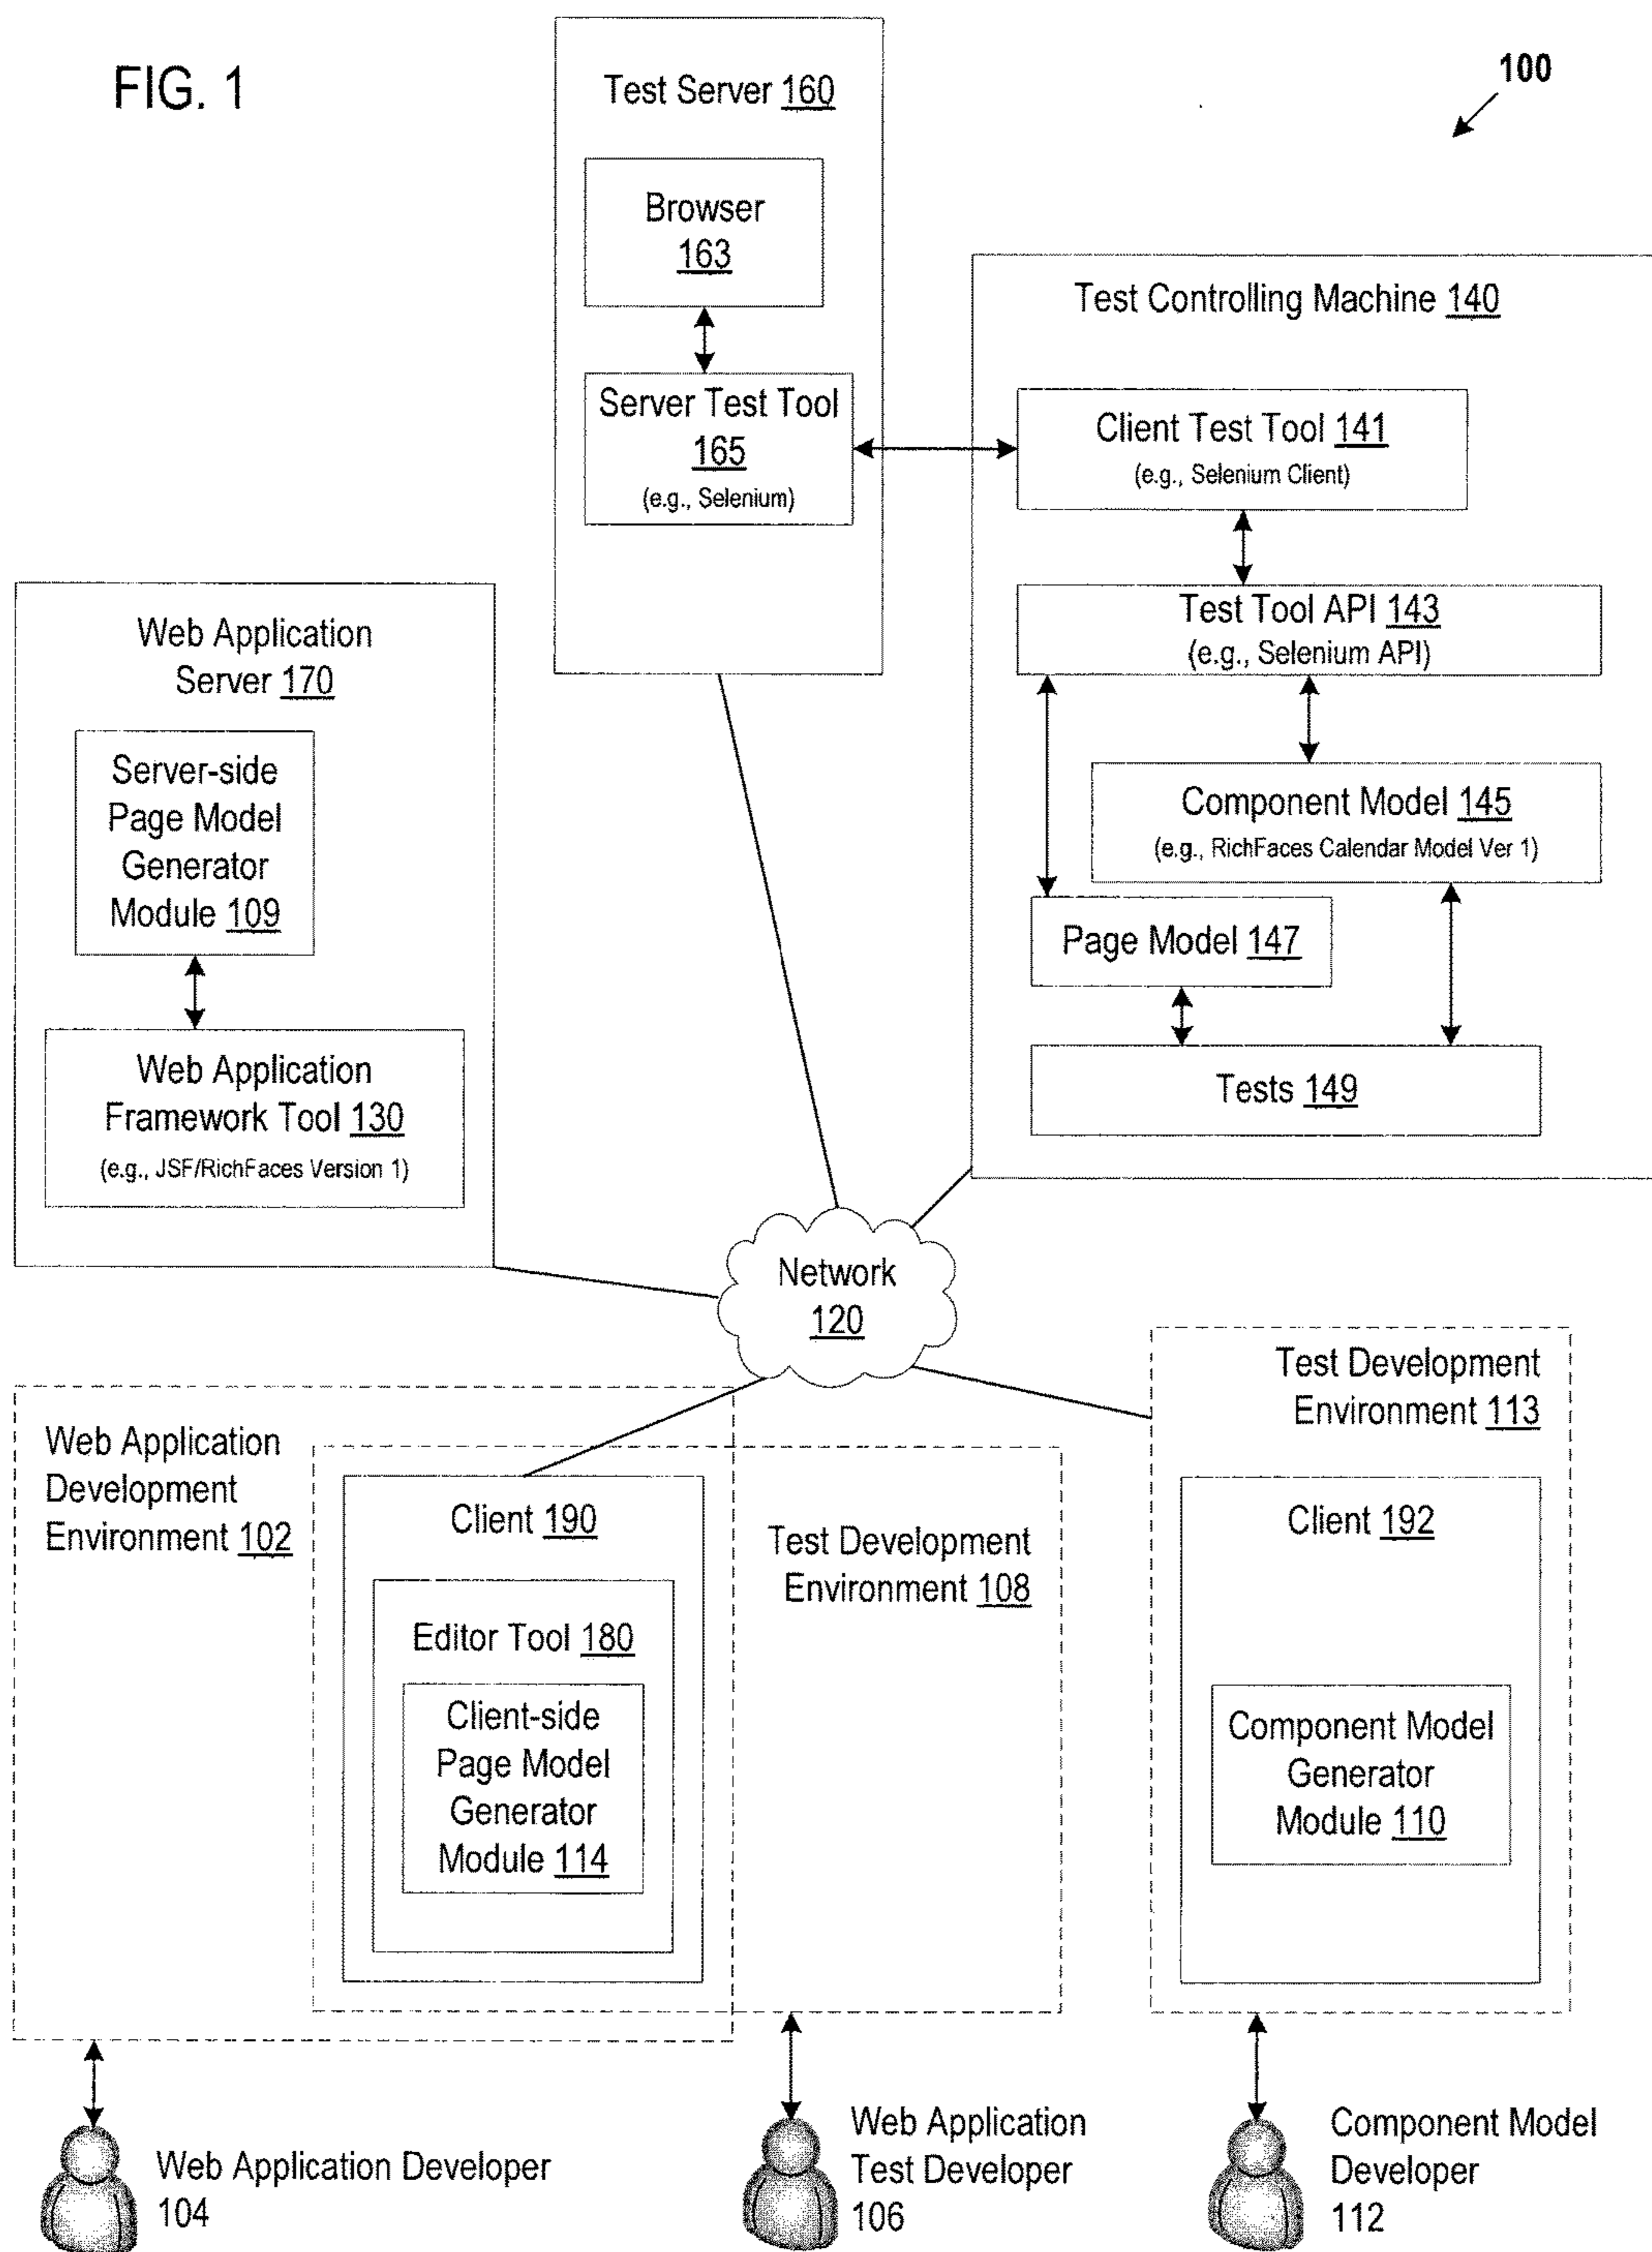 FIG. 1
100
Test Server 160
Browser
163
Server Test Tool
165
(e.g., Selenium)
Test Controlling Machine 140
Client Test Tool 141
(e.g., Selenium Client)
Test Tool API 143
(e.g., Selenium API)
Component Model 145
(e.g., RichFaces Calendar Model Ver 1)
Page Model 147
Tests 149
Web Application
Server 170
Server-side
Page Model
Generator
Module 109
Web Application
Framework Tool 130
(e.g., JSF/RichFaces Version 1)
Network
120
Web Application
Development
Environment 102
Client 190
Editor Tool 180
Client-side
Page Model
Generator
Module 114
Test Development
Environment 108
Test Development
Environment 113
Client 192
Component Model
Generator
Module 110
Web Application Developer
104
Web Application
Test Developer
106
Component Model
Developer
112